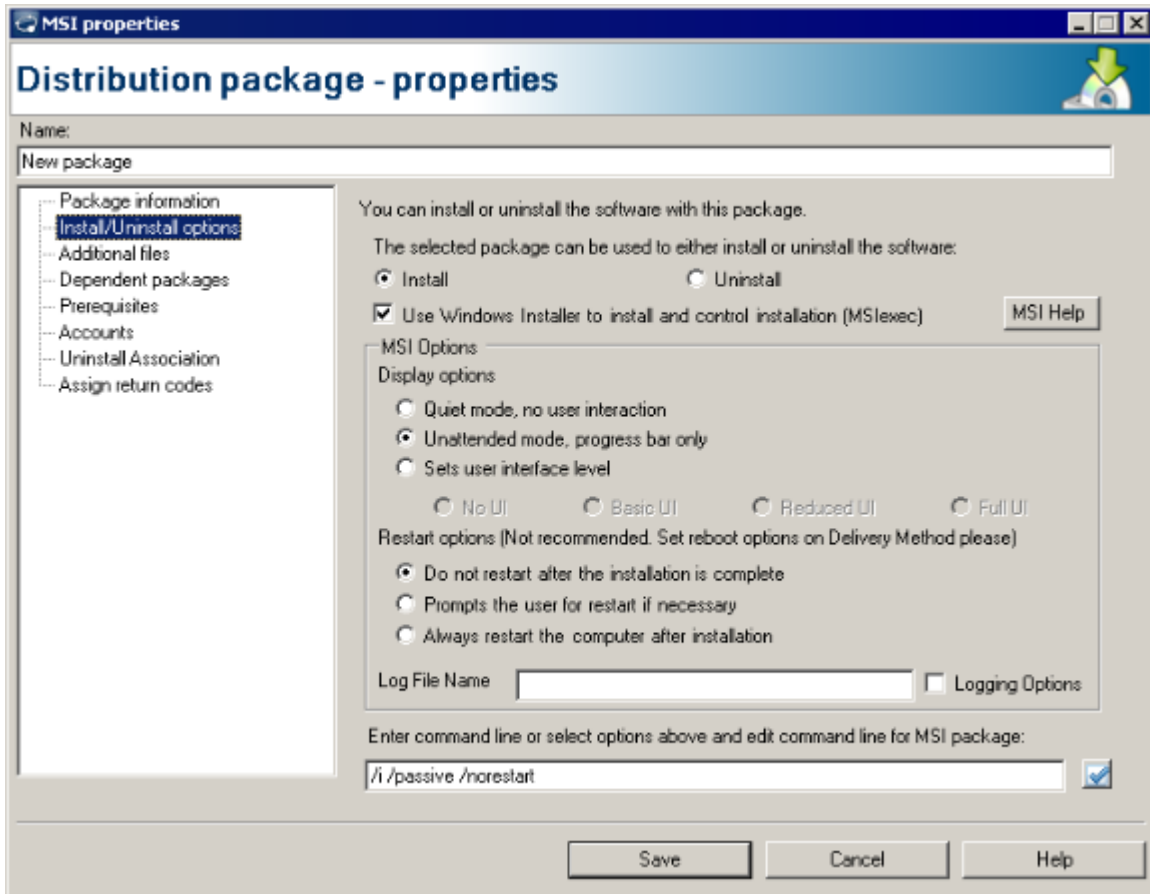 MSI properties
Distribution package - properties
Name:
New package
Package information
Install/Uninstall options
Additional files
Dependent packages
Prerequisites
Accounts
Uninstall Association
Assign return codes
You can install or uninstall the software with this package.
The selected package can be used to either install or uninstall the software:
Install Uninstall
Use Windows Installer to install and control installation (MSIexec) MSI Help
MSI Options
Display options
Quiet mode, no user interaction
Unattended mode, progress bar only
Sets user interface level
No UI Basic UI Reduced UI Full UI
Restart options (Not recommended. Set reboot options on Delivery Method please)
Do not restart after the installation is complete
Prompts the user for restart if necessary
Always restart the computer after installation
Log File Name Logging Options
Enter command line or select options above and edit command line for MSI package:
/i /passive /norestart
Save Cancel Help